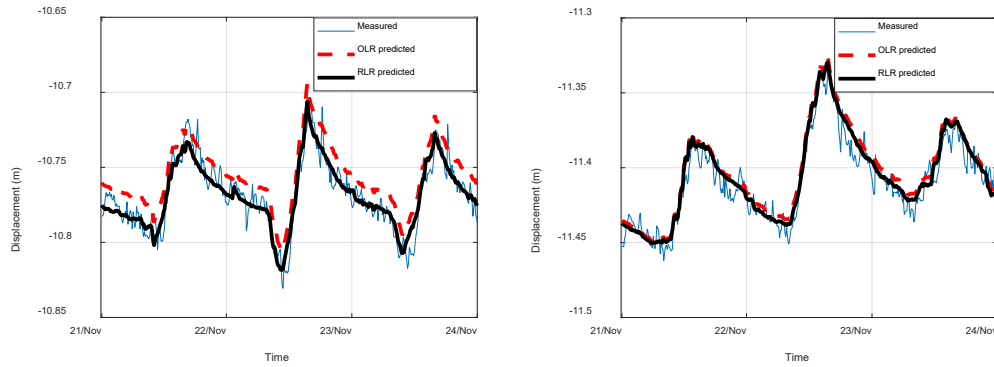 -10.65
-10.7
-10.75
-10.8
-10.85
Displacement (m)
21/Nov
22/Nov
23/Nov
24/Nov
Time
Measured
OLR predicted
RLR predicted
-11.3
-11.35
-11.4
-11.45
-11.5
Displacement (m)
21/Nov
22/Nov
23/Nov
24/Nov
Time
Measured
OLR predicted
RLR predicted